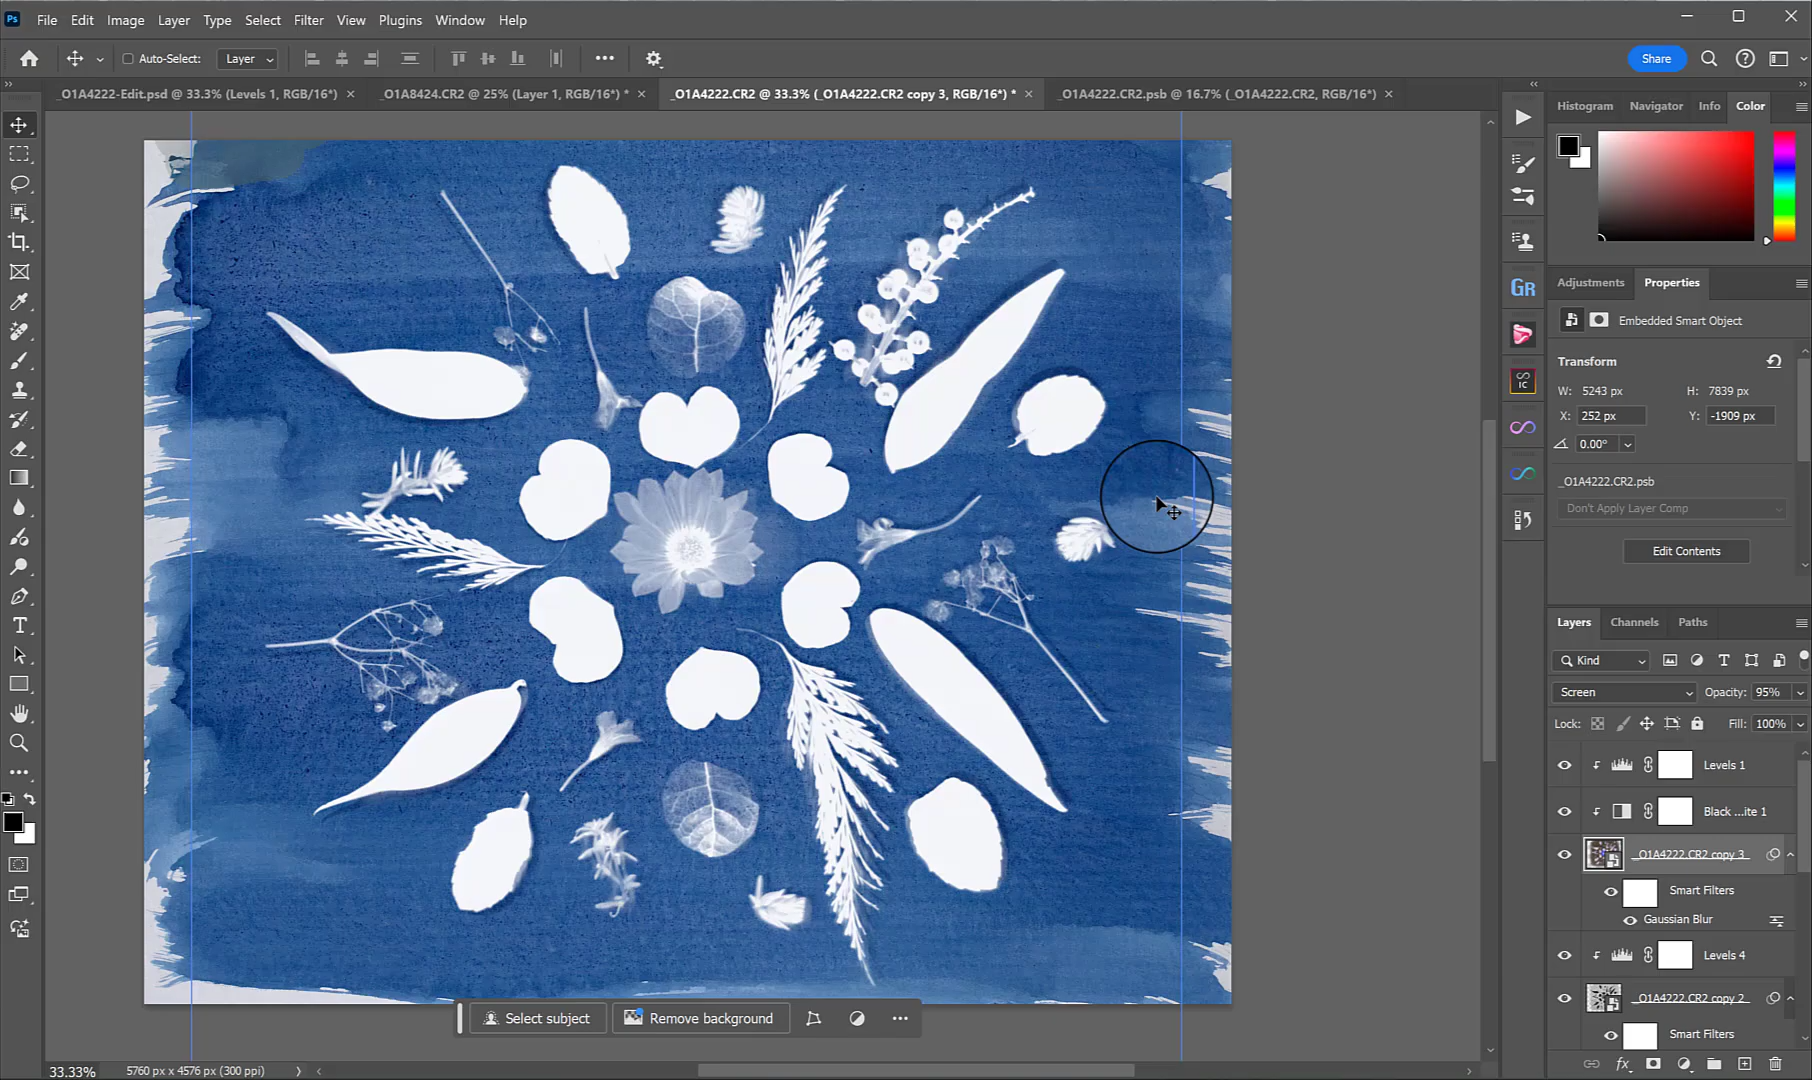 Ps File Edit Image Layer Type Select Filter View Plugins Window Help
Auto-Select: Layer Share
_O1A4222-Edit.psd @ 33.3% (Levels 1, RGB/16*) × _O1A8424.CR2 @ 25% (Layer 1, RGB/16*) * × _O1A4222.CR2 @ 33.3% (_O1A4222.CR2 copy 3, RGB/16*) * × _O1A4222.CR2.psb @ 16.7% (_O1A4222.CR2, RGB/16*) ×
Histogram Navigator Info Color
Gr
IC
Adjustments Properties
Embedded Smart Object
Transform
W: 5243 px H: 7839 px
X: 252 px Y: -1909 px
0.00°
_O1A4222.CR2.psb
Don't Apply Layer Comp
Edit Contents
Layers Channels Paths
Kind
Screen Opacity: 95%
Lock: Fill: 100%
Levels 1
Black ...ite 1
_O1A4222.CR2 copy 3
Smart Filters
Gaussian Blur
Levels 4
_O1A4222.CR2 copy 2
Smart Filters
fx
Select subject Remove background
33.33% 5760 px x 4576 px (300 ppi)